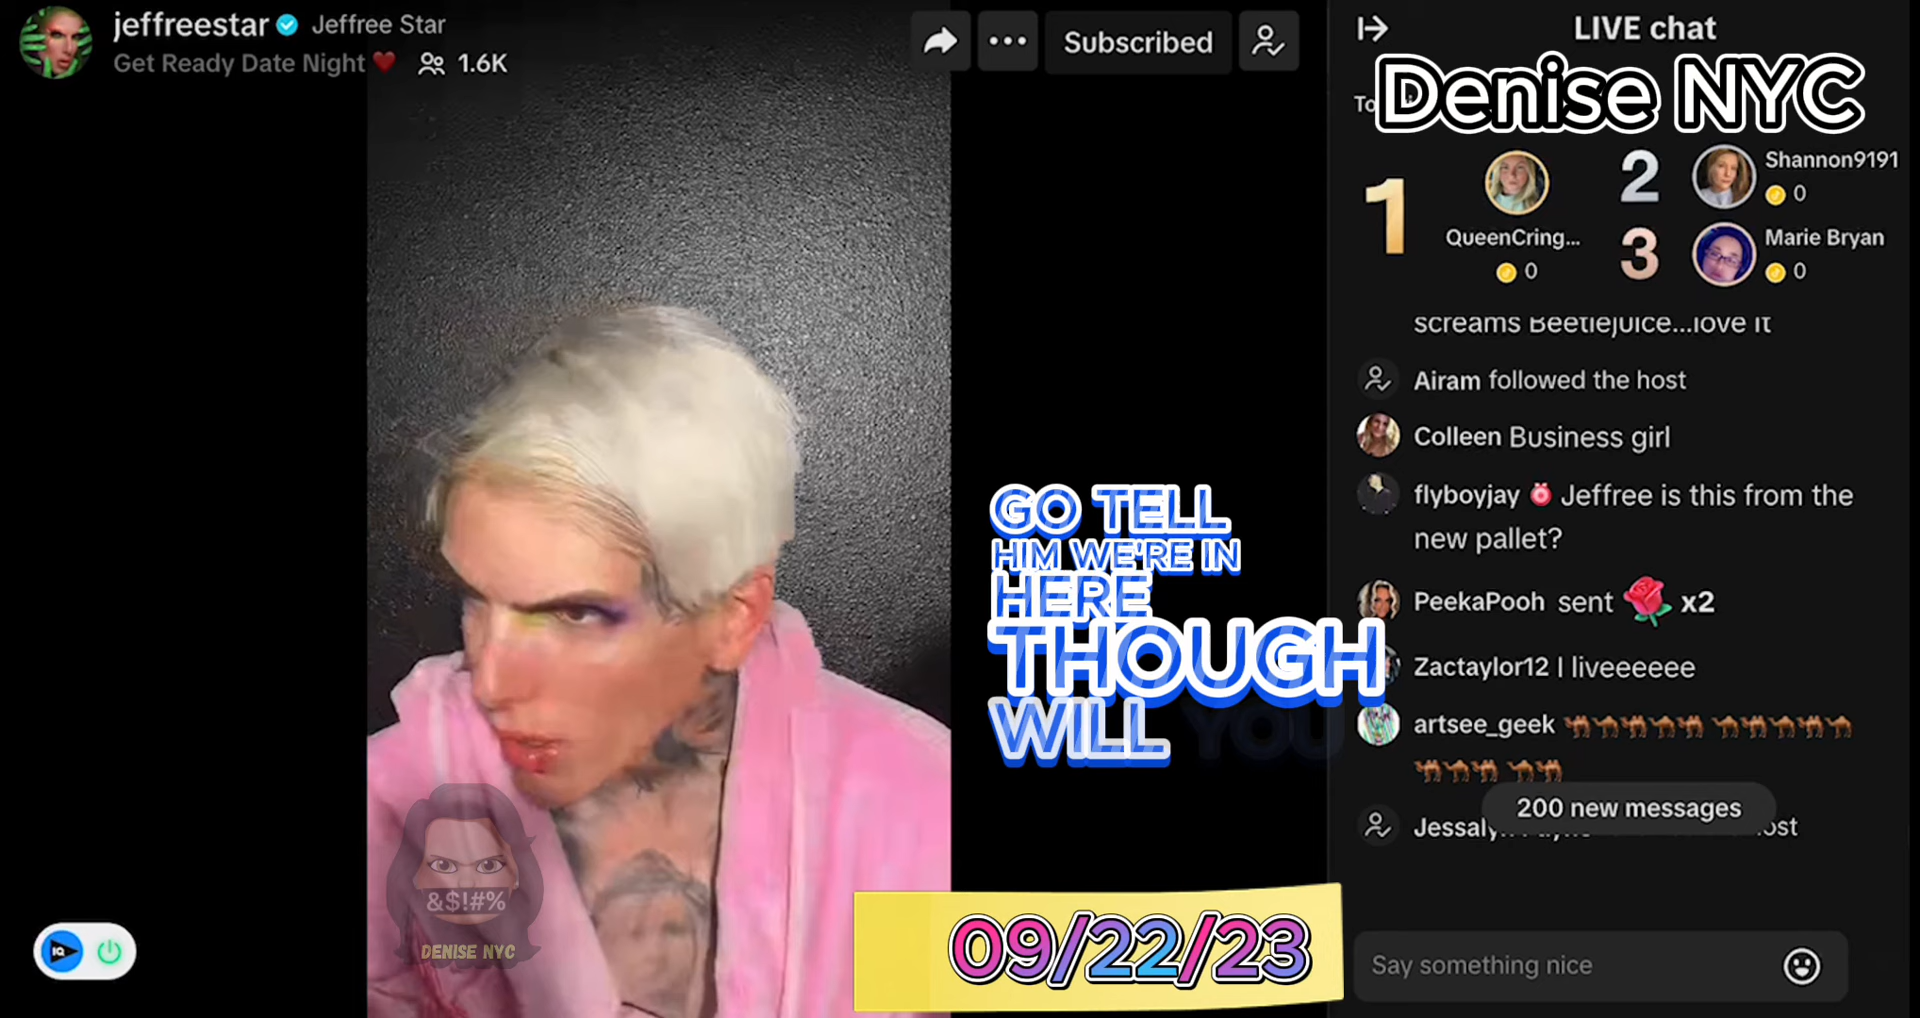 jeffreestar Jeffree Star
Get Ready Date Night ❤️ 1.6K
Subscribed
LIVE chat
Denise NYC
1
QueenCring...
0
2
Shannon9191
0
3
Marie Bryan
0
screams Beetlejuice...love it
Airam followed the host
Colleen Business girl
flyboyjay Jeffree is this from the
new pallet?
PeekaPooh sent 🌹 x2
Zactaylor12 I liveeeeee
artsee_geek 🐫🐪🐫🐪🐫 🐪🐫🐪🐫🐪
🐫🐪🐫 🐪🐫
200 new messages
Say something nice
GO TELL
HIM WE'RE IN
HERE
THOUGH
WILL YOU
&$!#%
DENISE NYC
IQ
09/22/23